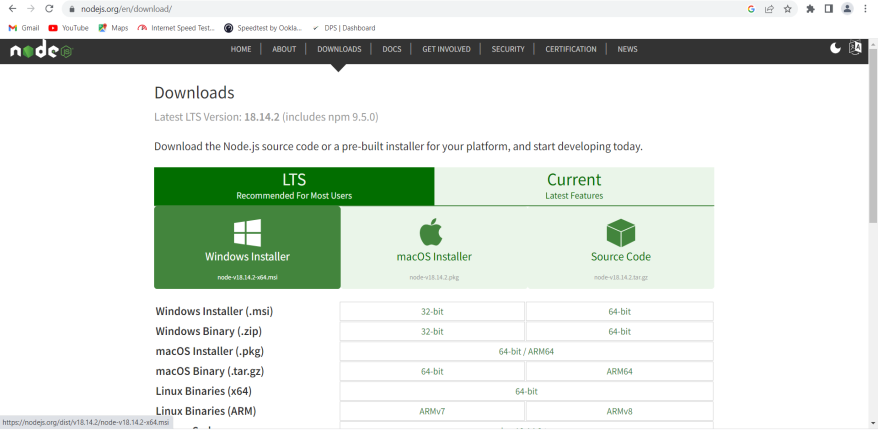 nodejs.org/en/download/
Gmail YouTube Maps Internet Speed Test... Speedtest by Ookla... DPS | Dashboard
node JS HOME ABOUT DOWNLOADS DOCS GET INVOLVED SECURITY CERTIFICATION NEWS
Downloads
Latest LTS Version: 18.14.2 (includes npm 9.5.0)
Download the Node.js source code or a pre-built installer for your platform, and start developing today.
LTS Current
Recommended For Most Users Latest Features
Windows Installer macOS Installer Source Code
node-v18.14.2-x64.msi node-v18.14.2.pkg node-v18.14.2.tar.gz
Windows Installer (.msi) 32-bit 64-bit
Windows Binary (.zip) 32-bit 64-bit
macOS Installer (.pkg) 64-bit / ARM64
macOS Binary (.tar.gz) 64-bit ARM64
Linux Binaries (x64) 64-bit
Linux Binaries (ARM) ARMv7 ARMv8
https://nodejs.org/dist/v18.14.2/node-v18.14.2-x64.msi